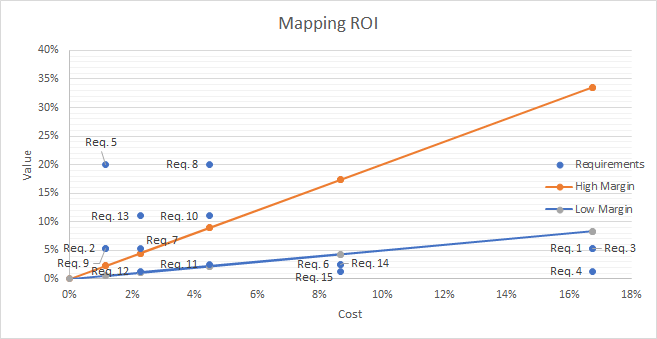 Mapping ROI
40%
35%
30%
25%
20%
15%
10%
5%
0%
Value
Req. 5
Req. 8
Req. 13
Req. 10
Req. 7
Req. 2
Req. 9
Req. 12
Req. 11
Req. 6
Req. 14
Req. 15
Req. 1
Req. 3
Req. 4
Requirements
High Margin
Low Margin
0%
2%
4%
6%
8%
10%
12%
14%
16%
18%
Cost